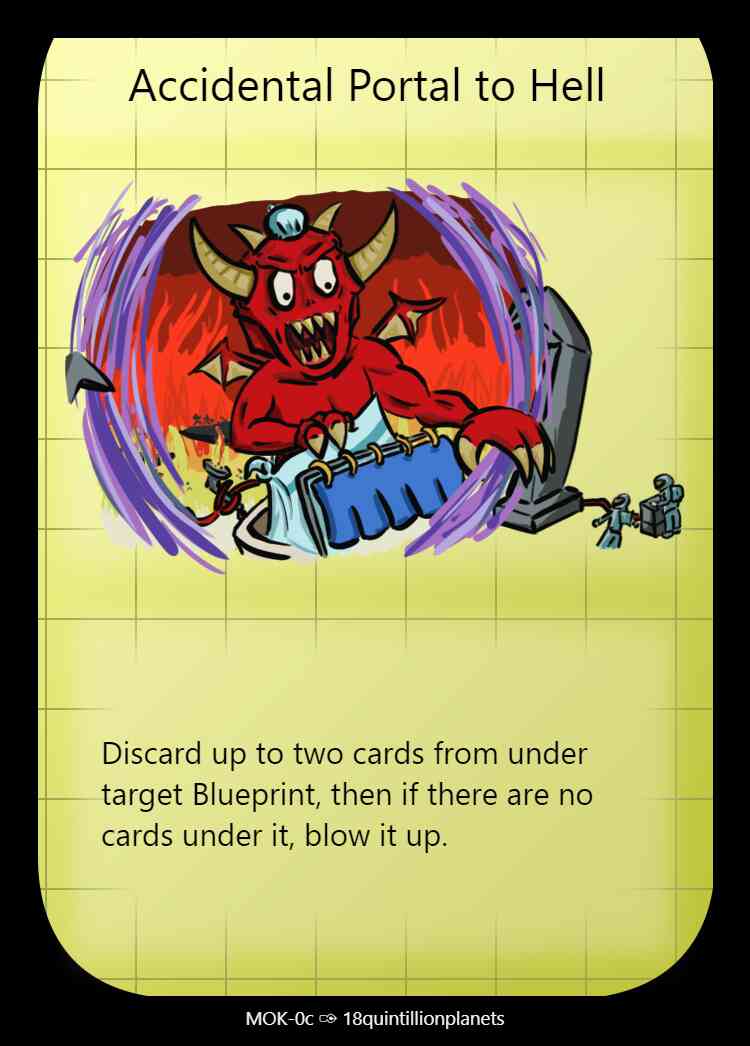 Accidental Portal to Hell
Discard up to two cards from under
target Blueprint, then if there are no
cards under it, blow it up.
MOK-0c ➩ 18quintillionplanets